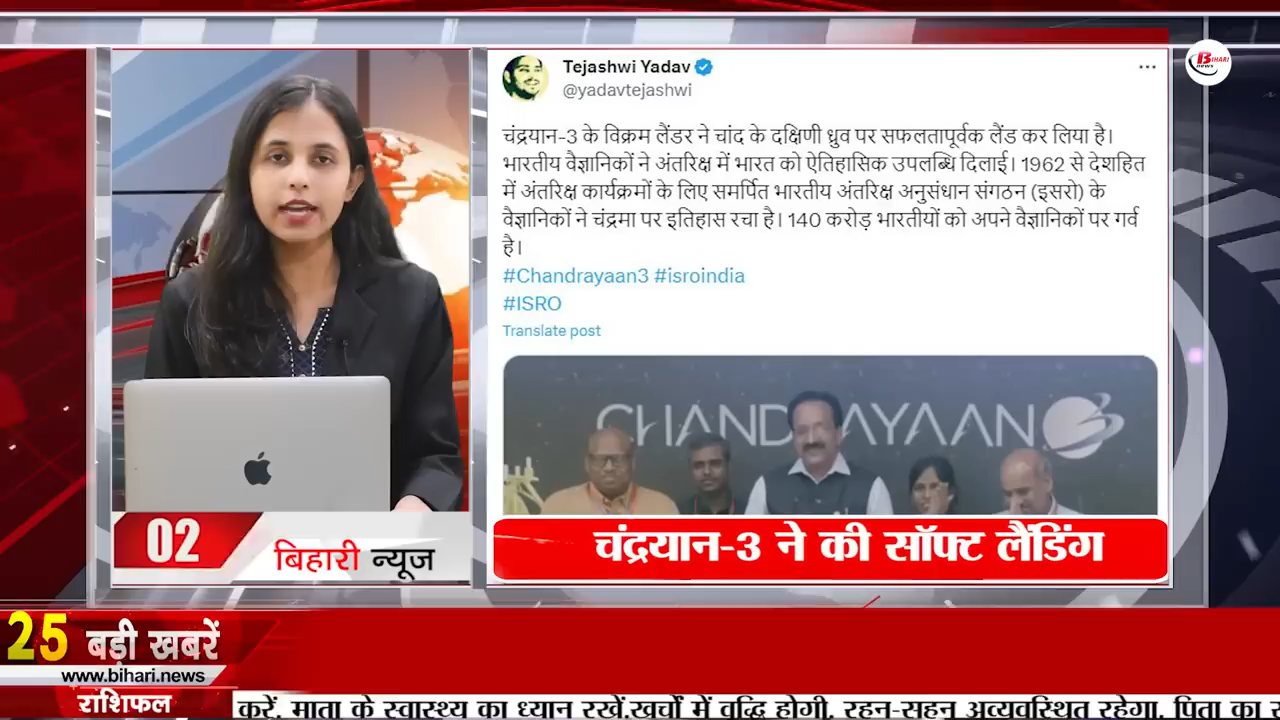 Tejashwi Yadav
@yadavtejashwi
BIHARI
news
चंद्रयान-3 के विक्रम लैंडर ने चांद के दक्षिणी ध्रुव पर सफलतापूर्वक लैंड कर लिया है।
भारतीय वैज्ञानिकों ने अंतरिक्ष में भारत को ऐतिहासिक उपलब्धि दिलाई। 1962 से देशहित
में अंतरिक्ष कार्यक्रमों के लिए समर्पित भारतीय अंतरिक्ष अनुसंधान संगठन (इसरो) के
वैज्ञानिकों ने चंद्रमा पर इतिहास रचा है। 140 करोड़ भारतीयों को अपने वैज्ञानिकों पर गर्व
है।
#Chandrayaan3 #isroindia
#ISRO
Translate post
CHANDRAYAAN 3
02
बिहारी न्यूज
चंद्रयान-3 ने की सॉफ्ट लैंडिंग
25 बड़ी खबरें
www.bihari.news
राशिफल
करें. माता के स्वास्थ्य का ध्यान रखें.खर्चों में वृद्धि होगी. रहन-सहन अव्यवस्थित रहेगा. पिता का